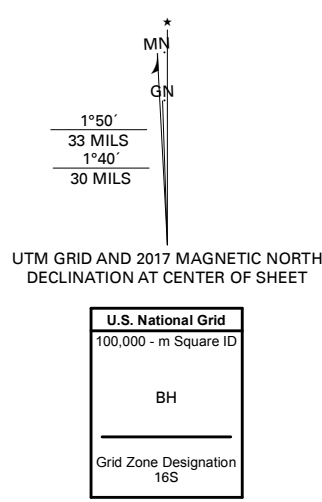 MN
GN
1°50´
33 MILS
1°40´
30 MILS
UTM GRID AND 2017 MAGNETIC NORTH
DECLINATION AT CENTER OF SHEET
U.S. National Grid
100,000 - m Square ID
BH
Grid Zone Designation
16S